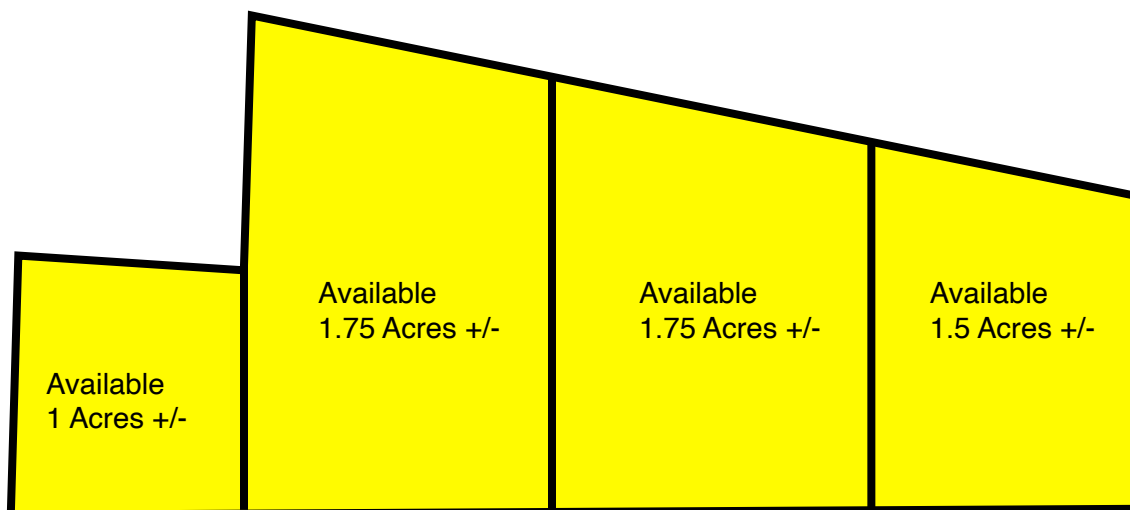 Available
1 Acres +/-
Available
1.75 Acres +/-
Available
1.75 Acres +/-
Available
1.5 Acres +/-